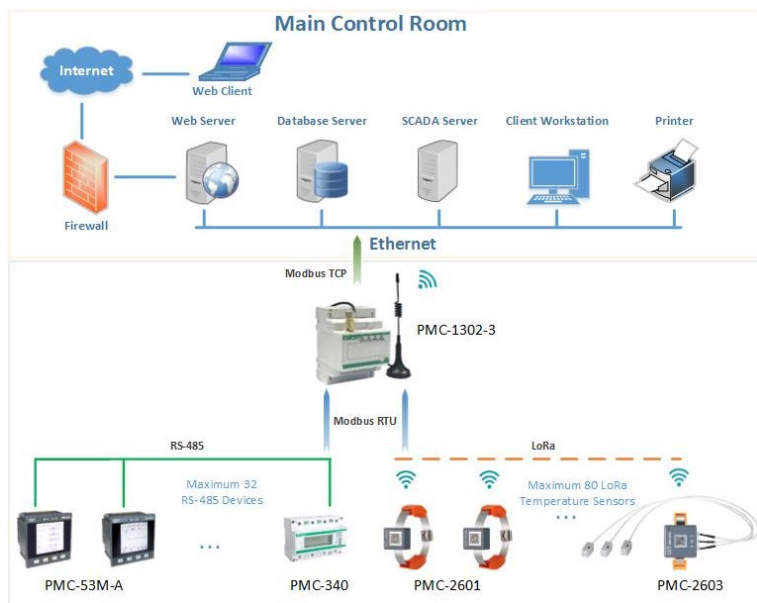 Main Control Room
Internet
Web Client
Web Server
Database Server
SCADA Server
Client Workstation
Printer
Firewall
Ethernet
Modbus TCP
PMC-1302-3
Modbus RTU
RS-485
LoRa
Maximum 32
RS-485 Devices
...
Maximum 80 LoRa
Temperature Sensors
...
PMC-53M-A
PMC-340
PMC-2601
PMC-2603